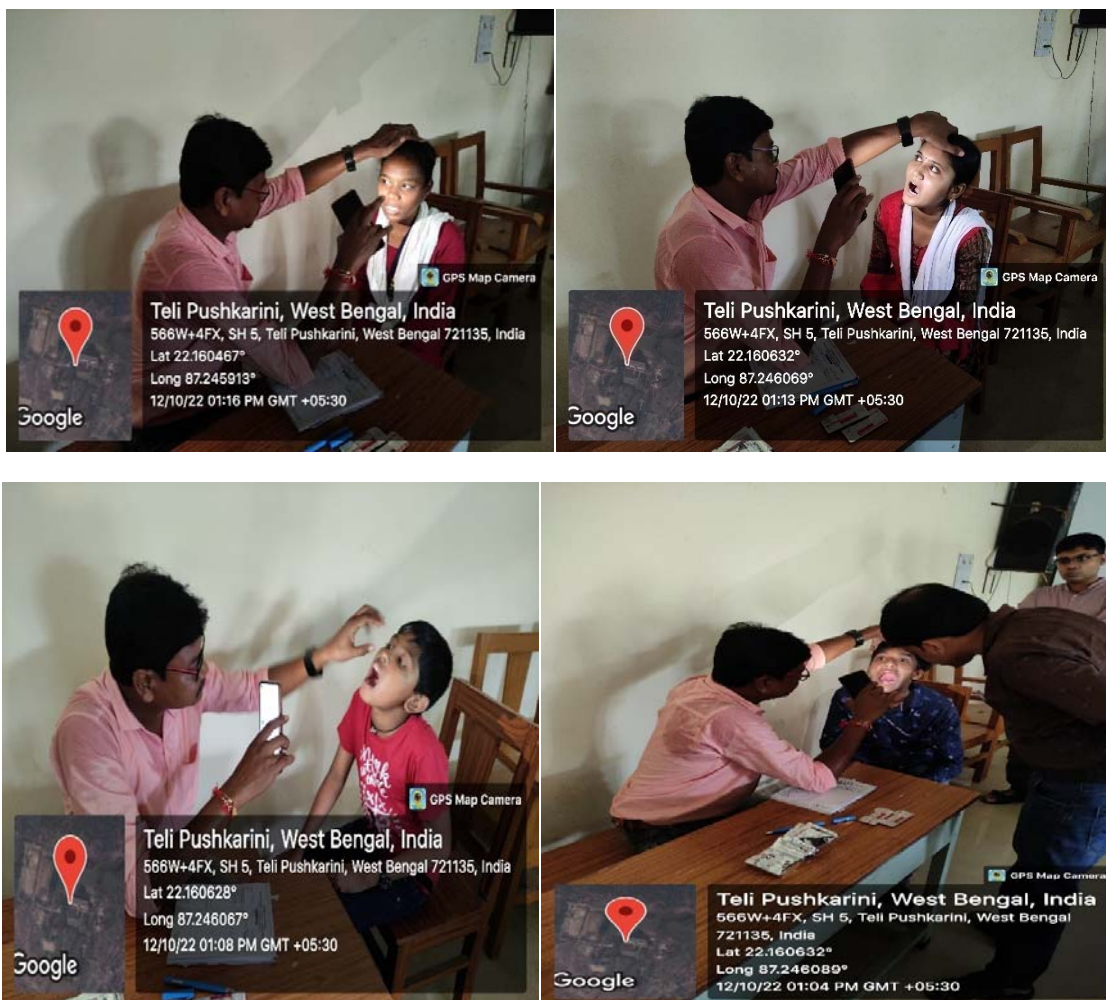 GPS Map Camera
Teli Pushkarini, West Bengal, India
566W+4FX, SH 5, Teli Pushkarini, West Bengal 721135, India
Lat 22.160467°
Long 87.245913°
12/10/22 01:16 PM GMT +05:30
Google
GPS Map Camera
Teli Pushkarini, West Bengal, India
566W+4FX, SH 5, Teli Pushkarini, West Bengal 721135, India
Lat 22.160632°
Long 87.246069°
12/10/22 01:13 PM GMT +05:30
Google
GPS Map Camera
Teli Pushkarini, West Bengal, India
566W+4FX, SH 5, Teli Pushkarini, West Bengal 721135, India
Lat 22.160628°
Long 87.246067°
12/10/22 01:08 PM GMT +05:30
Google
GPS Map Camera
Teli Pushkarini, West Bengal, India
566W+4FX, SH 5, Teli Pushkarini, West Bengal
721135, India
Lat 22.160632°
Long 87.246089°
12/10/22 01:04 PM GMT +05:30
Google